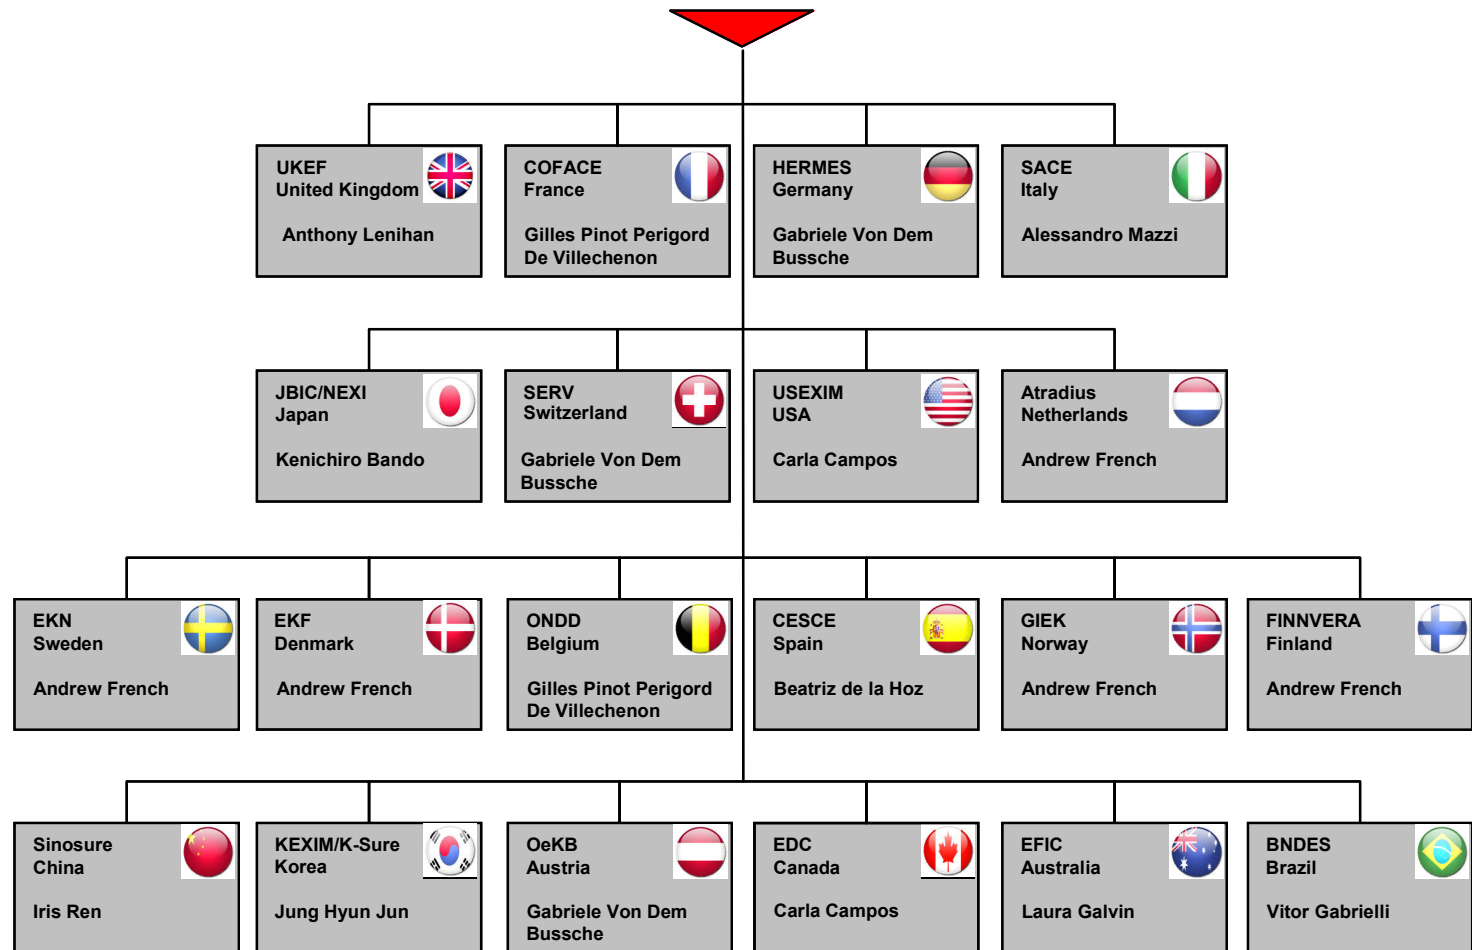 UKEF
United Kingdom
Anthony Lenihan
COFACE
France
Gilles Pinot Perigord
De Villechenon
HERMES
Germany
Gabriele Von Dem
Bussche
SACE
Italy
Alessandro Mazzi
JBIC/NEXI
Japan
Kenichiro Bando
SERV
Switzerland
Gabriele Von Dem
Bussche
USEXIM
USA
Carla Campos
Atradius
Netherlands
Andrew French
EKN
Sweden
Andrew French
EKF
Denmark
Andrew French
ONDD
Belgium
Gilles Pinot Perigord
De Villechenon
CESCE
Spain
Beatriz de la Hoz
GIEK
Norway
Andrew French
FINNVERA
Finland
Andrew French
Sinosure
China
Iris Ren
KEXIM/K-Sure
Korea
Jung Hyun Jun
OeKB
Austria
Gabriele Von Dem
Bussche
EDC
Canada
Carla Campos
EFIC
Australia
Laura Galvin
BNDES
Brazil
Vitor Gabrielli